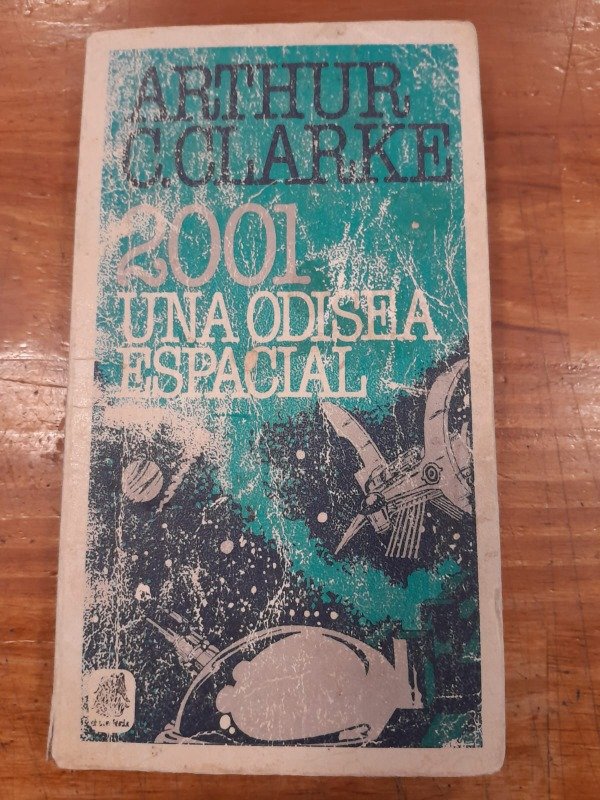 ARTHUR
C. CLARKE
2001
UNA ODISEA
ESPACIAL